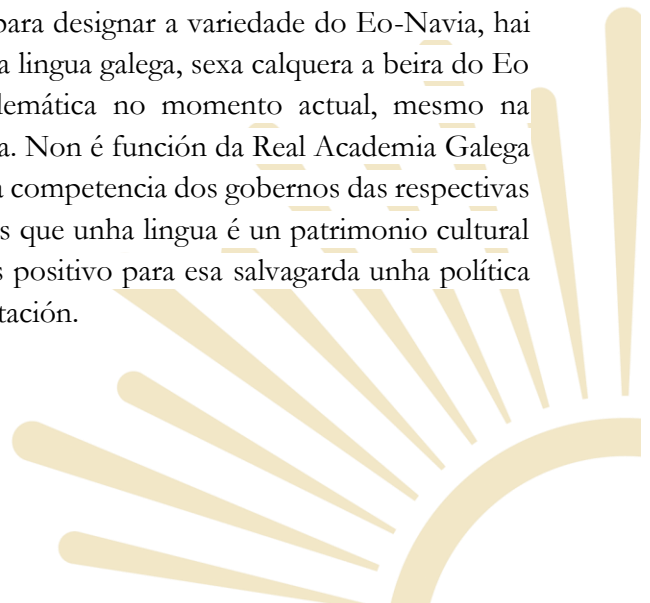 para designar a variedade do Eo-Navia, hai
a lingua galega, sexa calquera a beira do Eo
lemática no momento actual, mesmo na
a. Non é función da Real Academia Galega
a competencia dos gobernos das respectivas
s que unha lingua é un patrimonio cultural
s positivo para esa salvagarda unha política
tación.